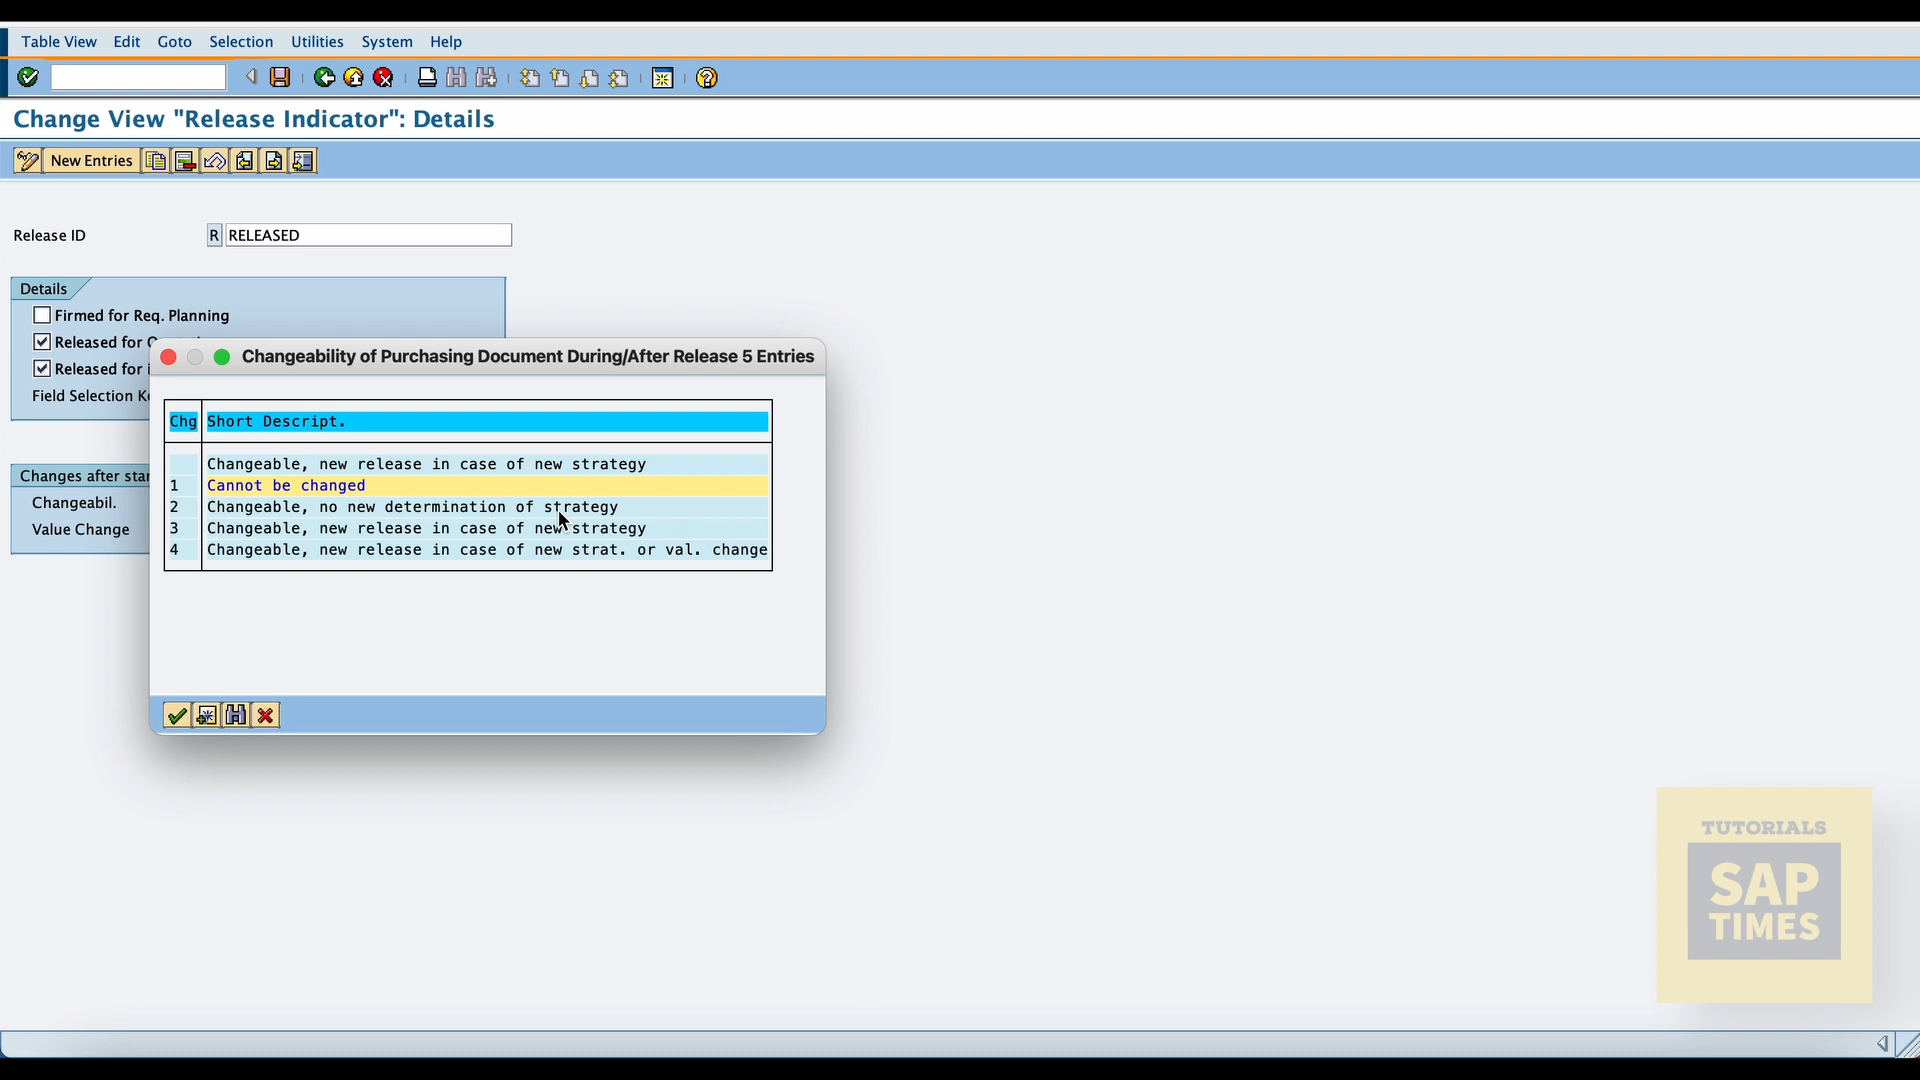 Table View Edit Goto Selection Utilities System Help
Change View "Release Indicator": Details
New Entries
Release ID R RELEASED
Details
Firmed for Req. Planning
Released for
Released for
Field Selection
Changes after
Changeabil.
Value Change
Changeability of Purchasing Document During/After Release 5 Entries
Chg Short Descript.
Changeable, new release in case of new strategy
1 Cannot be changed
2 Changeable, no new determination of strategy
3 Changeable, new release in case of new strategy
4 Changeable, new release in case of new strat. or val. change
TUTORIALS
SAP
TIMES